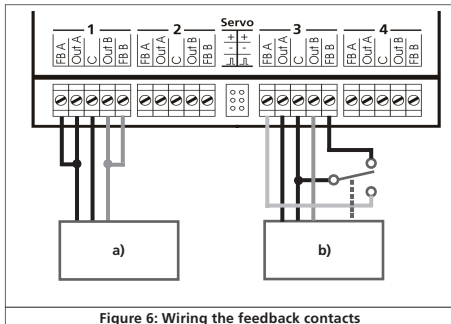 Servo
1 2 3 4
FB A Out A C Out B FB B FB A Out A C Out B FB B + + - - FB A Out A C Out B FB B FB A Out A C Out B FB B
a) b)
Figure 6: Wiring the feedback contacts